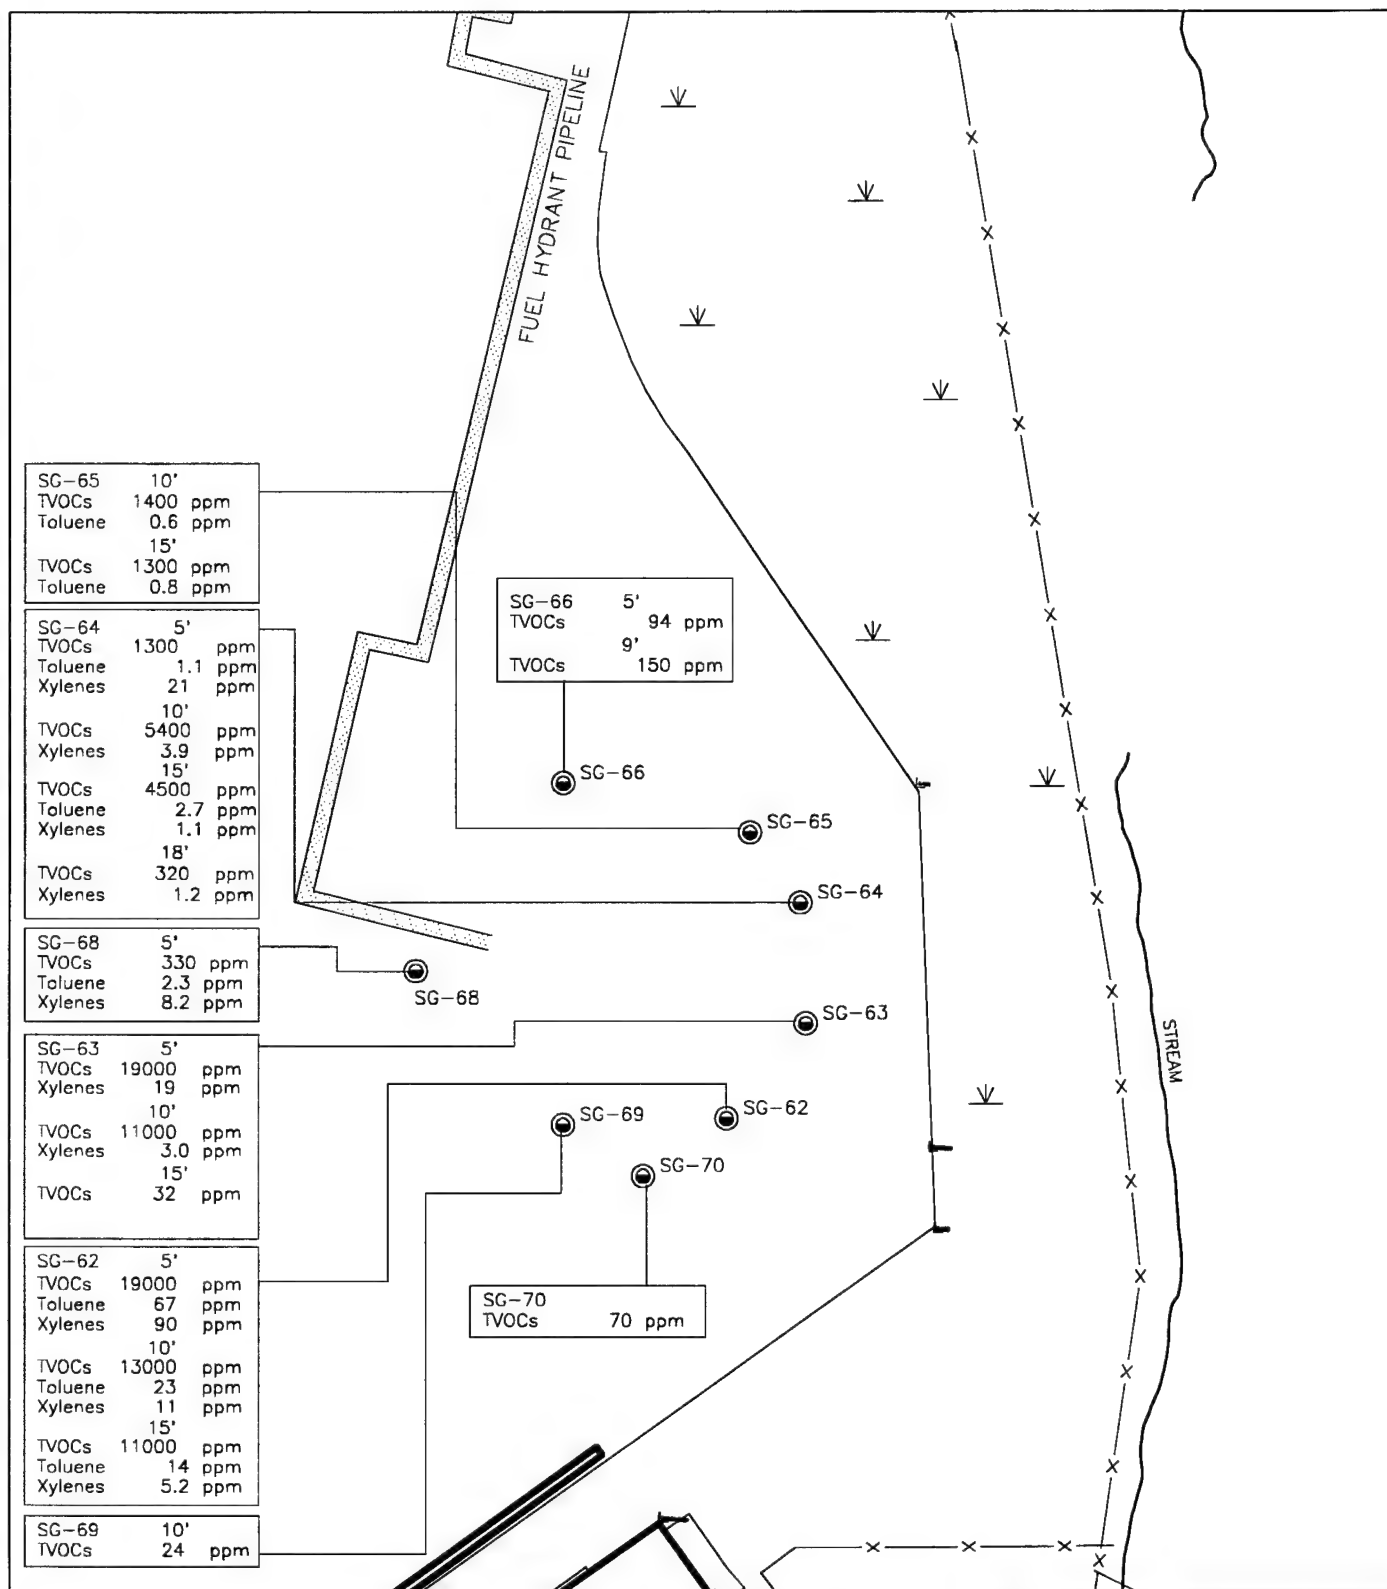 FUEL HYDRANT PIPELINE
SG-65 10'
TVOCs 1400 ppm
Toluene 0.6 ppm
15'
TVOCs 1300 ppm
Toluene 0.8 ppm
SG-64 5'
TVOCs 1300 ppm
Toluene 1.1 ppm
Xylenes 21 ppm
10'
TVOCs 5400 ppm
Xylenes 3.9 ppm
15'
TVOCs 4500 ppm
Toluene 2.7 ppm
Xylenes 1.1 ppm
18'
TVOCs 320 ppm
Xylenes 1.2 ppm
SG-68 5'
TVOCs 330 ppm
Toluene 2.3 ppm
Xylenes 8.2 ppm
SG-63 5'
TVOCs 19000 ppm
Xylenes 19 ppm
10'
TVOCs 11000 ppm
Xylenes 3.0 ppm
15'
TVOCs 32 ppm
SG-62 5'
TVOCs 19000 ppm
Toluene 67 ppm
Xylenes 90 ppm
10'
TVOCs 13000 ppm
Toluene 23 ppm
Xylenes 11 ppm
15'
TVOCs 11000 ppm
Toluene 14 ppm
Xylenes 5.2 ppm
SG-69 10'
TVOCs 24 ppm
SG-66 5'
TVOCs 94 ppm
9'
TVOCs 150 ppm
SG-66
SG-65
SG-64
SG-68
SG-63
SG-69
SG-62
SG-70
SG-70
TVOCs 70 ppm
STREAM